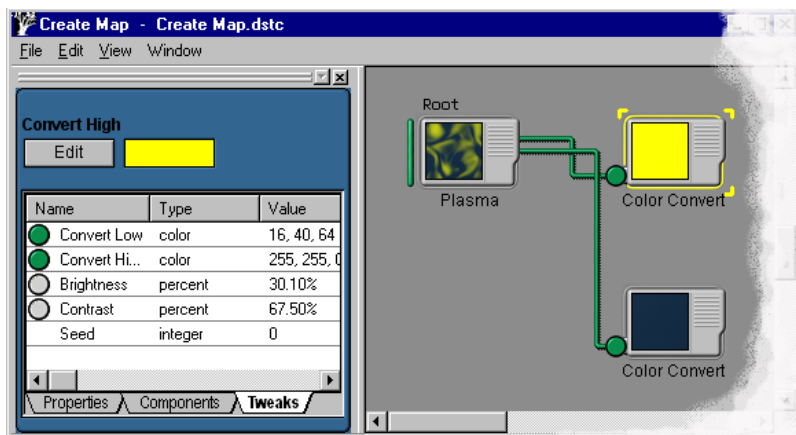 Create Map - Create Map.dstc
File Edit View Window
Convert High
Edit
Name Type Value
Convert Low color 16, 40, 64
Convert Hi... color 255, 255, 0
Brightness percent 30.10%
Contrast percent 67.50%
Seed integer 0
Properties Components Tweaks
Root
Plasma
Color Convert
Color Convert